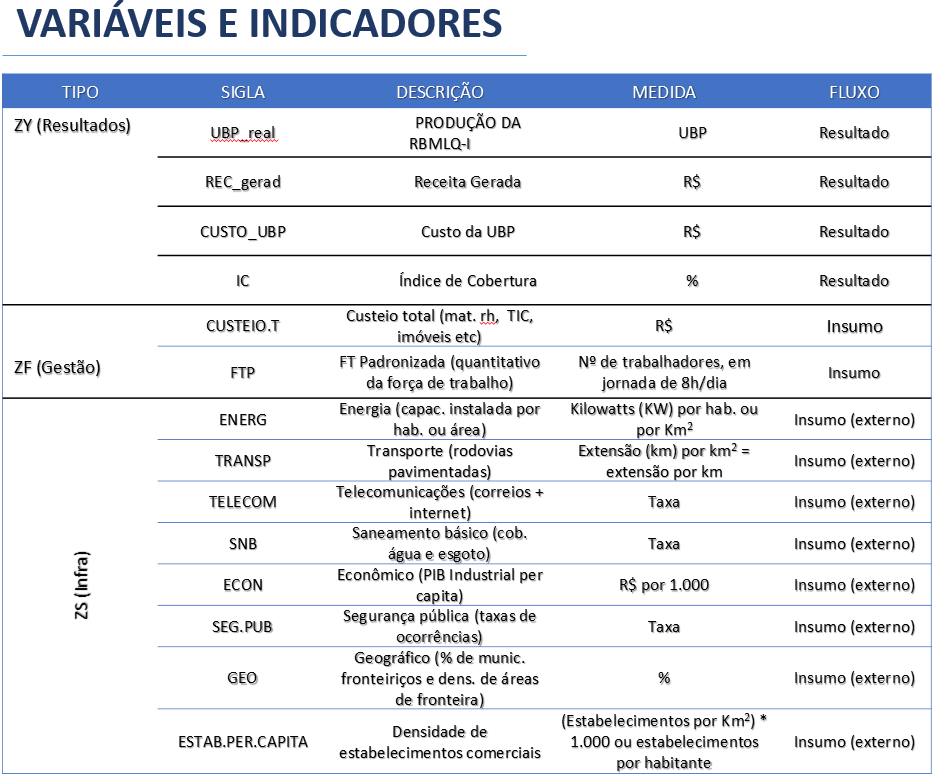 VARIÁVEIS E INDICADORES
TIPO SIGLA DESCRIÇÃO MEDIDA FLUXO
ZY (Resultados)
UBP_real
PRODUÇÃO DA
RBMLQ-I
UBP
Resultado
REC_gerad
Receita Gerada
R$
Resultado
CUSTO_UBP
Custo da UBP
R$
Resultado
IC
Índice de Cobertura
%
Resultado
ZF (Gestão)
CUSTEIO.T
Custeio total (mat. rh, TIC,
imóveis etc)
R$
Insumo
FTP
FT Padronizada (quantitativo
da força de trabalho)
Nº de trabalhadores, em
jornada de 8h/dia
Insumo
ZS (Infra)
ENERG
Energia (capac. instalada por
hab. ou área)
Kilowatts (KW) por hab. ou
por Km²
Insumo (externo)
TRANSP
Transporte (rodovias
pavimentadas)
Extensão (km) por km² =
extensão por km
Insumo (externo)
TELECOM
Telecomunicações (correios +
internet)
Taxa
Insumo (externo)
SNB
Saneamento básico (cob.
água e esgoto)
Taxa
Insumo (externo)
ECON
Econômico (PIB Industrial per
capita)
R$ por 1.000
Insumo (externo)
SEG.PUB
Segurança pública (taxas de
ocorrências)
Taxa
Insumo (externo)
GEO
Geográfico (% de munic.
fronteiriços e dens. de áreas
de fronteira)
%
Insumo (externo)
ESTAB.PER.CAPITA
Densidade de
estabelecimentos comerciais
(Estabelecimentos por Km²) *
1.000 ou estabelecimentos
por habitante
Insumo (externo)